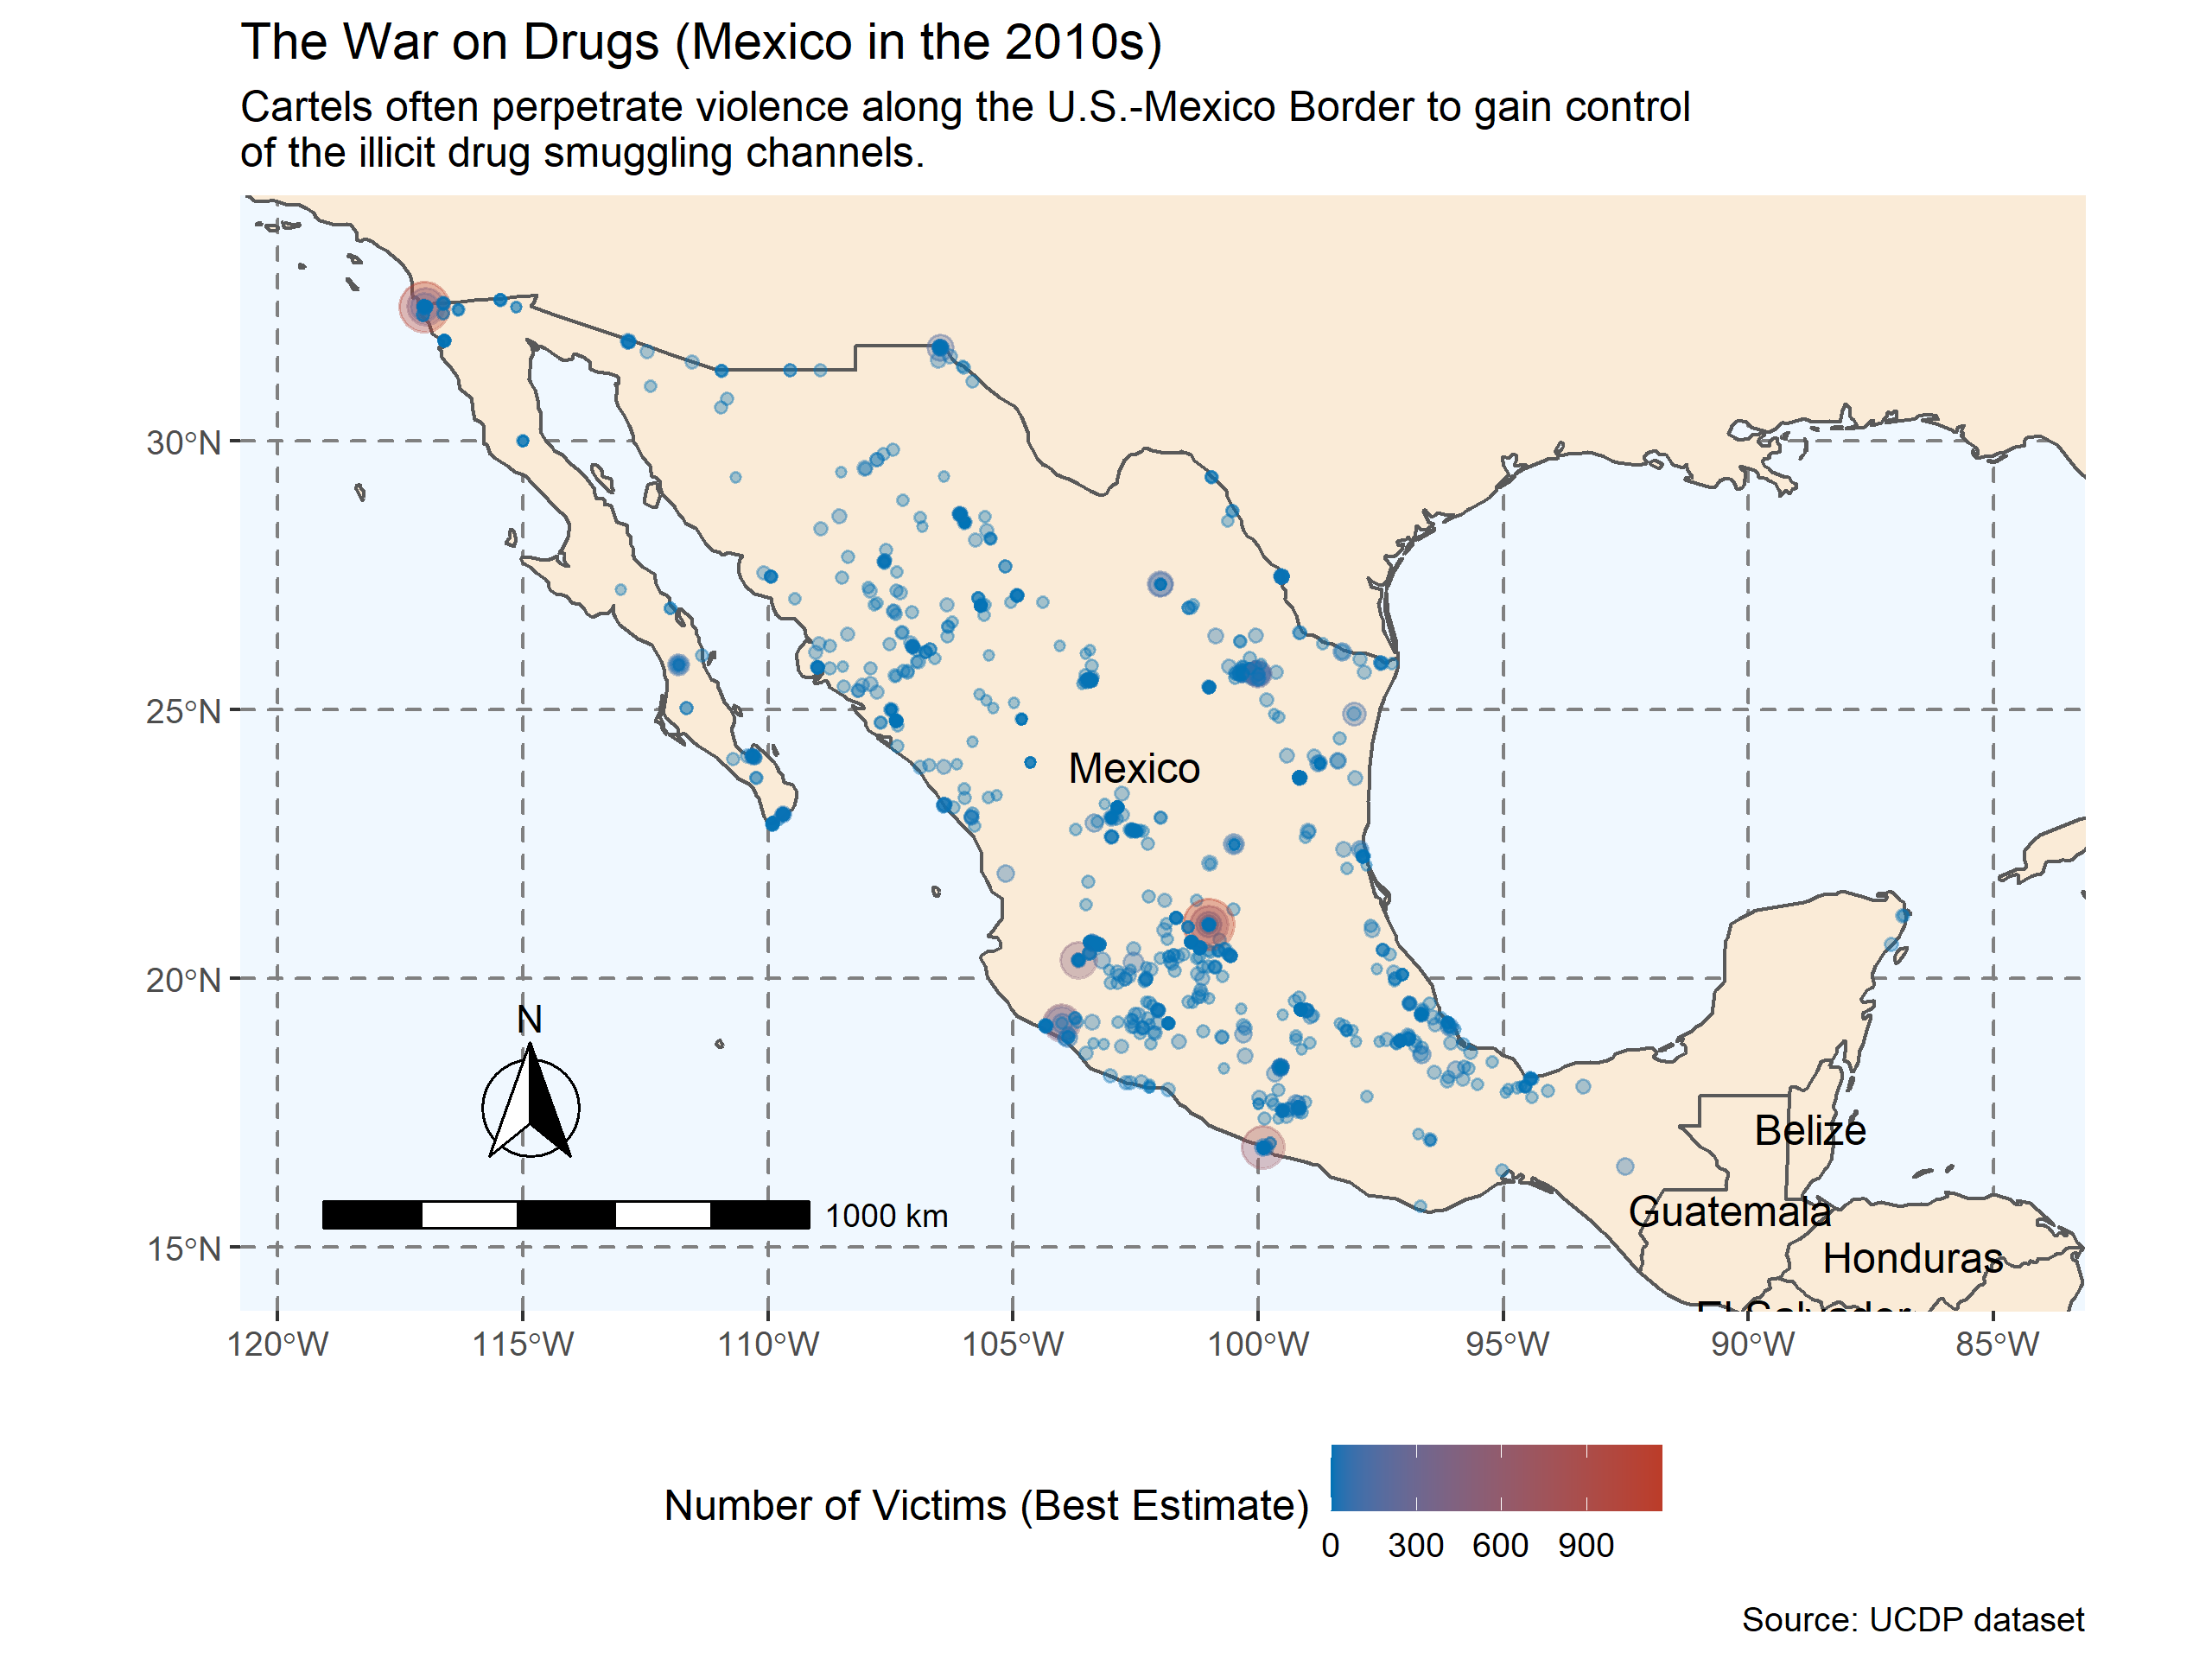 The War on Drugs (Mexico in the 2010s)
Cartels often perpetrate violence along the U.S.-Mexico Border to gain control
of the illicit drug smuggling channels.
30°N
25°N
Mexico
20°N
N
Belize
1000 km
Guatemala
15°N
Honduras
El Salvador
120°W 115°W 110°W 105°W 100°W 95°W 90°W 85°W
Number of Victims (Best Estimate)
0 300 600 900
Source: UCDP dataset